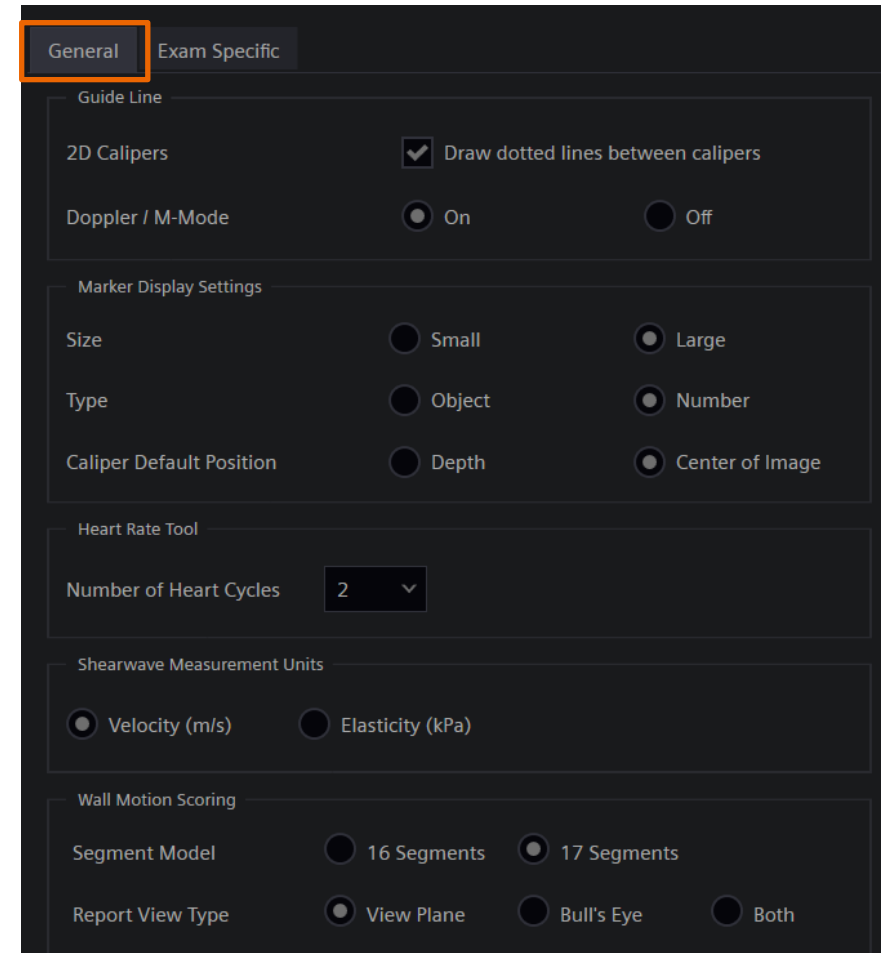 General Exam Specific
Guide Line
2D Calipers Draw dotted lines between calipers
Doppler / M-Mode On Off
Marker Display Settings
Size Small Large
Type Object Number
Caliper Default Position Depth Center of Image
Heart Rate Tool
Number of Heart Cycles 2
Shearwave Measurement Units
Velocity (m/s) Elasticity (kPa)
Wall Motion Scoring
Segment Model 16 Segments 17 Segments
Report View Type View Plane Bull's Eye Both